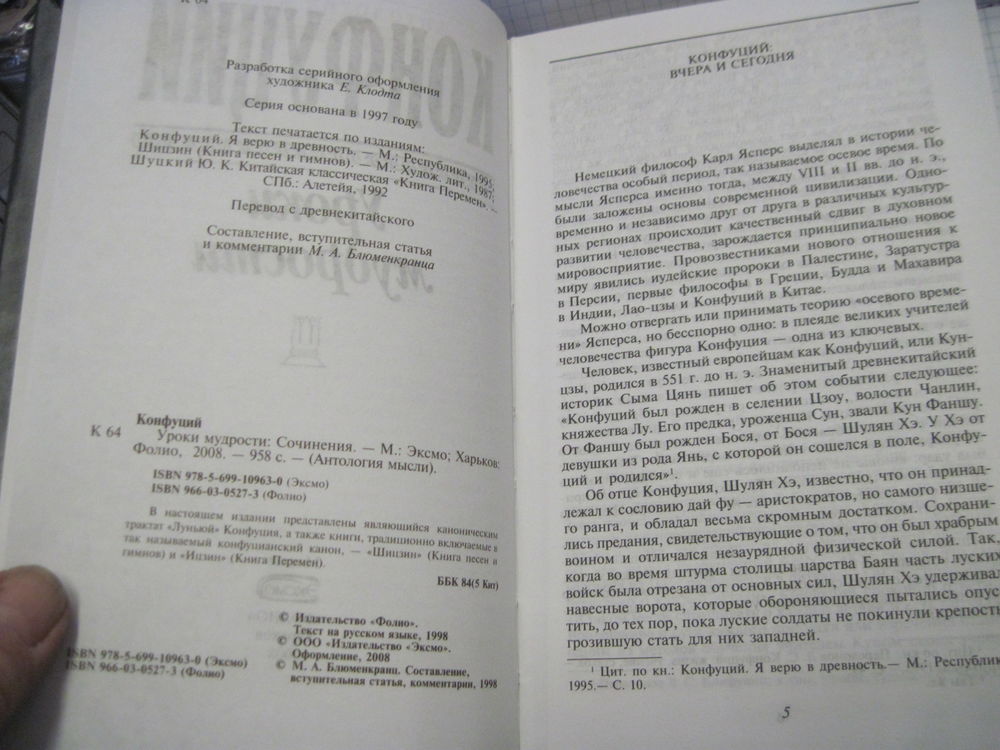 К 64
Разработка серийного оформления
художника Е. Клодта
Серия основана в 1997 году
Текст печатается по изданиям:
Конфуций. Я верю в древность. — М.: Республика, 1995;
Шицзин (Книга песен и гимнов). — М.: Худож. лит., 1987;
Шуцкий Ю. К. Китайская классическая «Книга Перемен». —
СПб.: Алетейя, 1992
Перевод с древнекитайского
Составление, вступительная статья
и комментарии М. А. Блюменкранца
Конфуций
К 64 Уроки мудрости: Сочинения. — М.: Эксмо; Харьков:
Фолио, 2008. — 958 с. — (Антология мысли).
ISBN 978-5-699-10963-0 (Эксмо)
ISBN 966-03-0527-3 (Фолио)
В настоящем издании представлены являющийся каноническим
трактат «Луньюй» Конфуция, а также книги, традиционно включаемые в
так называемый конфуцианский канон, — «Шицзин» (Книга песен и
гимнов) и «Ицзин» (Книга Перемен).
ББК 84(5 Кит)
© Издательство «Фолио».
Текст на русском языке, 1998
© ООО «Издательство «Эксмо».
Оформление, 2008
ISBN 978-5-699-10963-0 (Эксмо)
ISBN 966-03-0527-3 (Фолио)
© М. А. Блюменкранц. Составление,
вступительная статья, комментарии, 1998
КОНФУЦИЙ:
ВЧЕРА И СЕГОДНЯ
Немецкий философ Карл Ясперс выделял в истории че-
ловечества особый период, так называемое осевое время. По
мысли Ясперса именно тогда, между VIII и II вв. до н. э.,
были заложены основы современной цивилизации. Одно-
временно и независимо друг от друга в различных культур-
ных регионах происходит качественный сдвиг в духовном
развитии человечества, зарождается принципиально новое
мировосприятие. Провозвестниками нового отношения к
миру явились иудейские пророки в Палестине, Заратустра
в Персии, первые философы в Греции, Будда и Махавира
в Индии, Лао-цзы и Конфуций в Китае.
Можно отвергать или принимать теорию «осевого време-
ни» Ясперса, но бесспорно одно: в плеяде великих учителей
человечества фигура Конфуция — одна из ключевых.
Человек, известный европейцам как Конфуций, или Кун-
цзы, родился в 551 г. до н. э. Знаменитый древнекитайский
историк Сыма Цянь пишет об этом событии следующее:
«Конфуций был рожден в селении Цзоу, волости Чанлин,
княжества Лу. Его предка, уроженца Сун, звали Кун Фаншу.
От Фаншу был рожден Бося, от Бося — Шулян Хэ. У Хэ от
девушки из рода Янь, с которой он сошелся в поле, Конфу-
ций и родился»¹.
Об отце Конфуция, Шулян Хэ, известно, что он принад-
лежал к сословию дай фу — аристократов, но самого низше-
го ранга, и обладал весьма скромным достатком. Сохрани-
лись предания, свидетельствующие о том, что он был храбрым
воином и отличался незаурядной физической силой. Так,
когда во время штурма столицы царства Баян часть луских
войск была отрезана от основных сил, Шулян Хэ удерживал
навесные ворота, которые обороняющиеся пытались опус-
тить, до тех пор, пока луские солдаты не покинули крепость
грозившую стать для них западней.
¹ Цит. по кн.: Конфуций. Я верю в древность.— М.: Республик
1995.— С. 10.
5